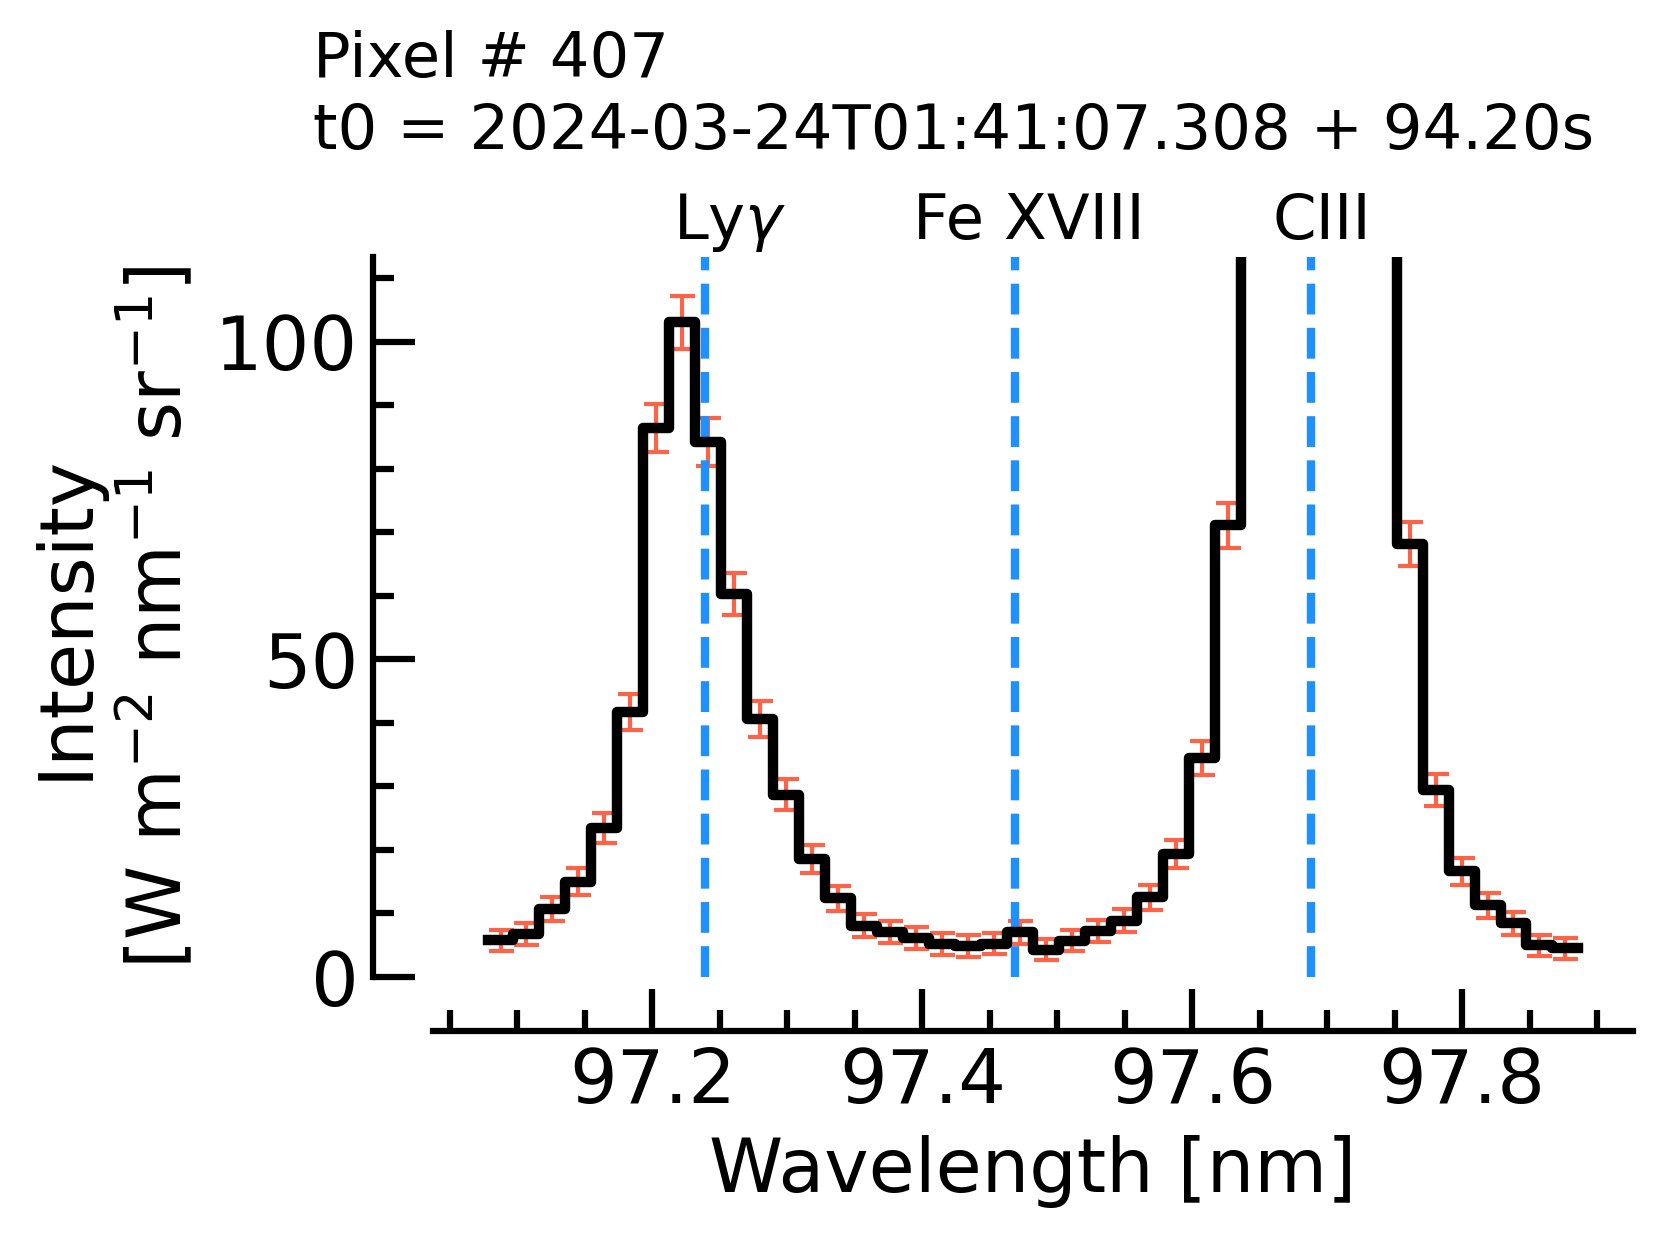 Pixel # 407
t0 = 2024-03-24T01:41:07.308 + 94.20s
Lyγ Fe XVIII CIII
Intensity
[W m⁻² nm⁻¹ sr⁻¹]
100
50
0
97.2 97.4 97.6 97.8
Wavelength [nm]